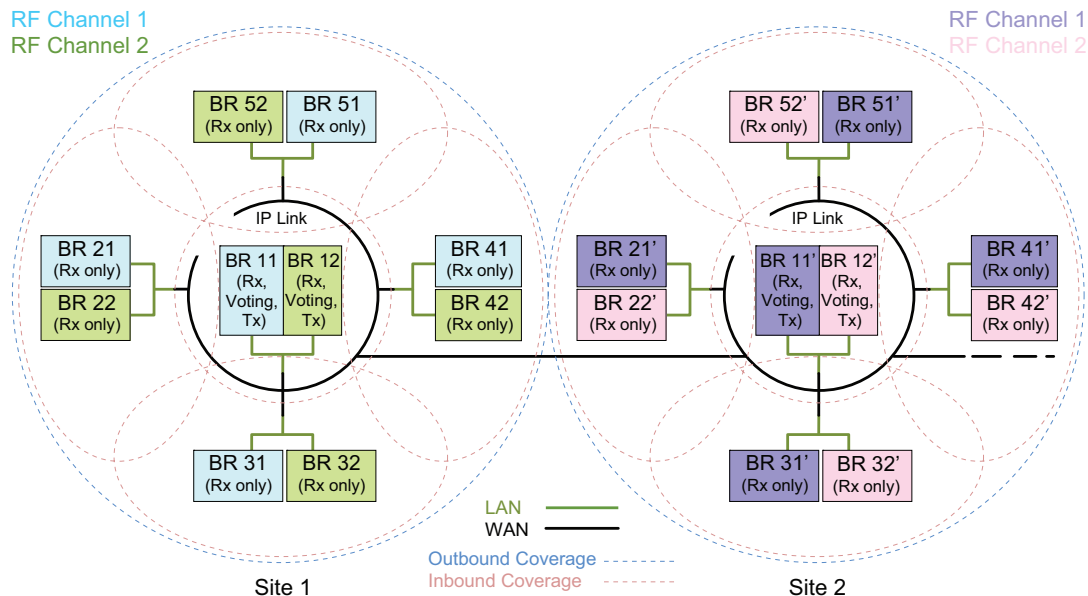 RF Channel 1
RF Channel 2
RF Channel 1
RF Channel 2
BR 52
(Rx only)
BR 51
(Rx only)
BR 52’
(Rx only)
BR 51’
(Rx only)
IP Link
IP Link
BR 21
(Rx only)
BR 22
(Rx only)
BR 11
(Rx,
Voting,
Tx)
BR 12
(Rx,
Voting,
Tx)
BR 41
(Rx only)
BR 42
(Rx only)
BR 21’
(Rx only)
BR 22’
(Rx only)
BR 11’
(Rx,
Voting,
Tx)
BR 12’
(Rx,
Voting,
Tx)
BR 41’
(Rx only)
BR 42’
(Rx only)
BR 31
(Rx only)
BR 32
(Rx only)
BR 31’
(Rx only)
BR 32’
(Rx only)
LAN
WAN
Outbound Coverage
Inbound Coverage
Site 1
Site 2